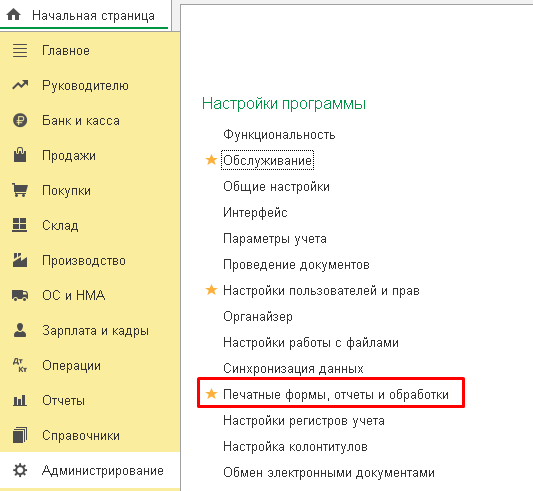 Начальная страница
Главное
Руководителю
Банк и касса
Продажи
Покупки
Склад
Производство
ОС и НМА
Зарплата и кадры
Дт
Кт
Операции
Отчеты
Справочники
Администрирование
Настройки программы
Функциональность
Обслуживание
Общие настройки
Интерфейс
Параметры учета
Проведение документов
Настройки пользователей и прав
Органайзер
Настройки работы с файлами
Синхронизация данных
Печатные формы, отчеты и обработки
Настройки регистров учета
Настройка колонтитулов
Обмен электронными документами